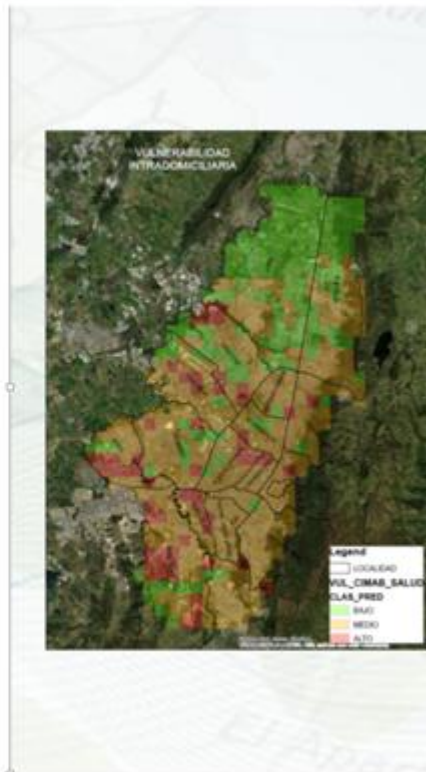 VULNERABILIDAD
INTRADOMICILIARIA
Legend
LOCALIDAD
VUL_CIMAB_SALUD
CLAS_PRED
BAJO
MEDIO
ALTO